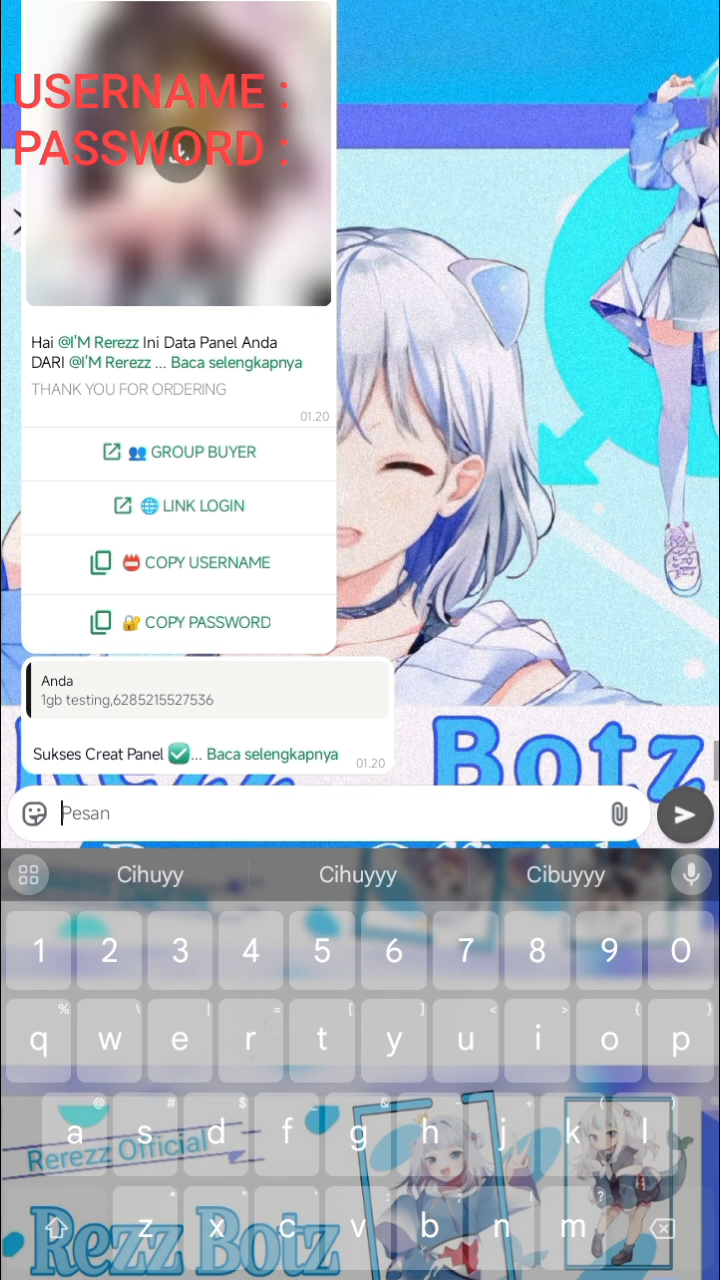 USERNAME :
PASSWORD :
Hai @I'M Rerezz Ini Data Panel Anda
DARI @I'M Rerezz ... Baca selengkapnya
THANK YOU FOR ORDERING
01.20
GROUP BUYER
LINK LOGIN
COPY USERNAME
COPY PASSWORD
Anda
1gb testing,6285215527536
Sukses Creat Panel ✅... Baca selengkapnya
01.20
Botz
Pesan
Cihuyy Cihuyyy Cibuyyy
1 2 3 4 5 6 7 8 9 0
% \ | = [ ] < > { }
q w e r t y u i o p
@ # $ _ & - + ( )
a s d f g h j k l
Rerezz Official
* " ' : ; ! ?
z x c v b n m
Rezz Botz